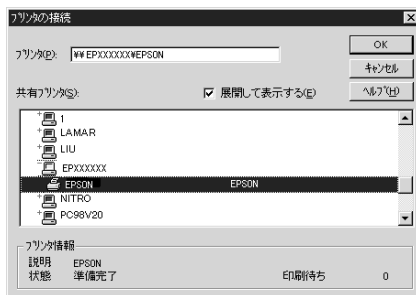 プリンタの接続
プリンタ(P): ¥¥EPXXXXXX¥EPSON
OK
キャンセル
ヘルプ(H)
共有プリンタ(S):
展開して表示する(E)
1
LAMAR
LIU
EPXXXXXX
EPSON EPSON
NITRO
PC98V20
プリンタ情報
説明 EPSON
状態 準備完了 印刷待ち 0